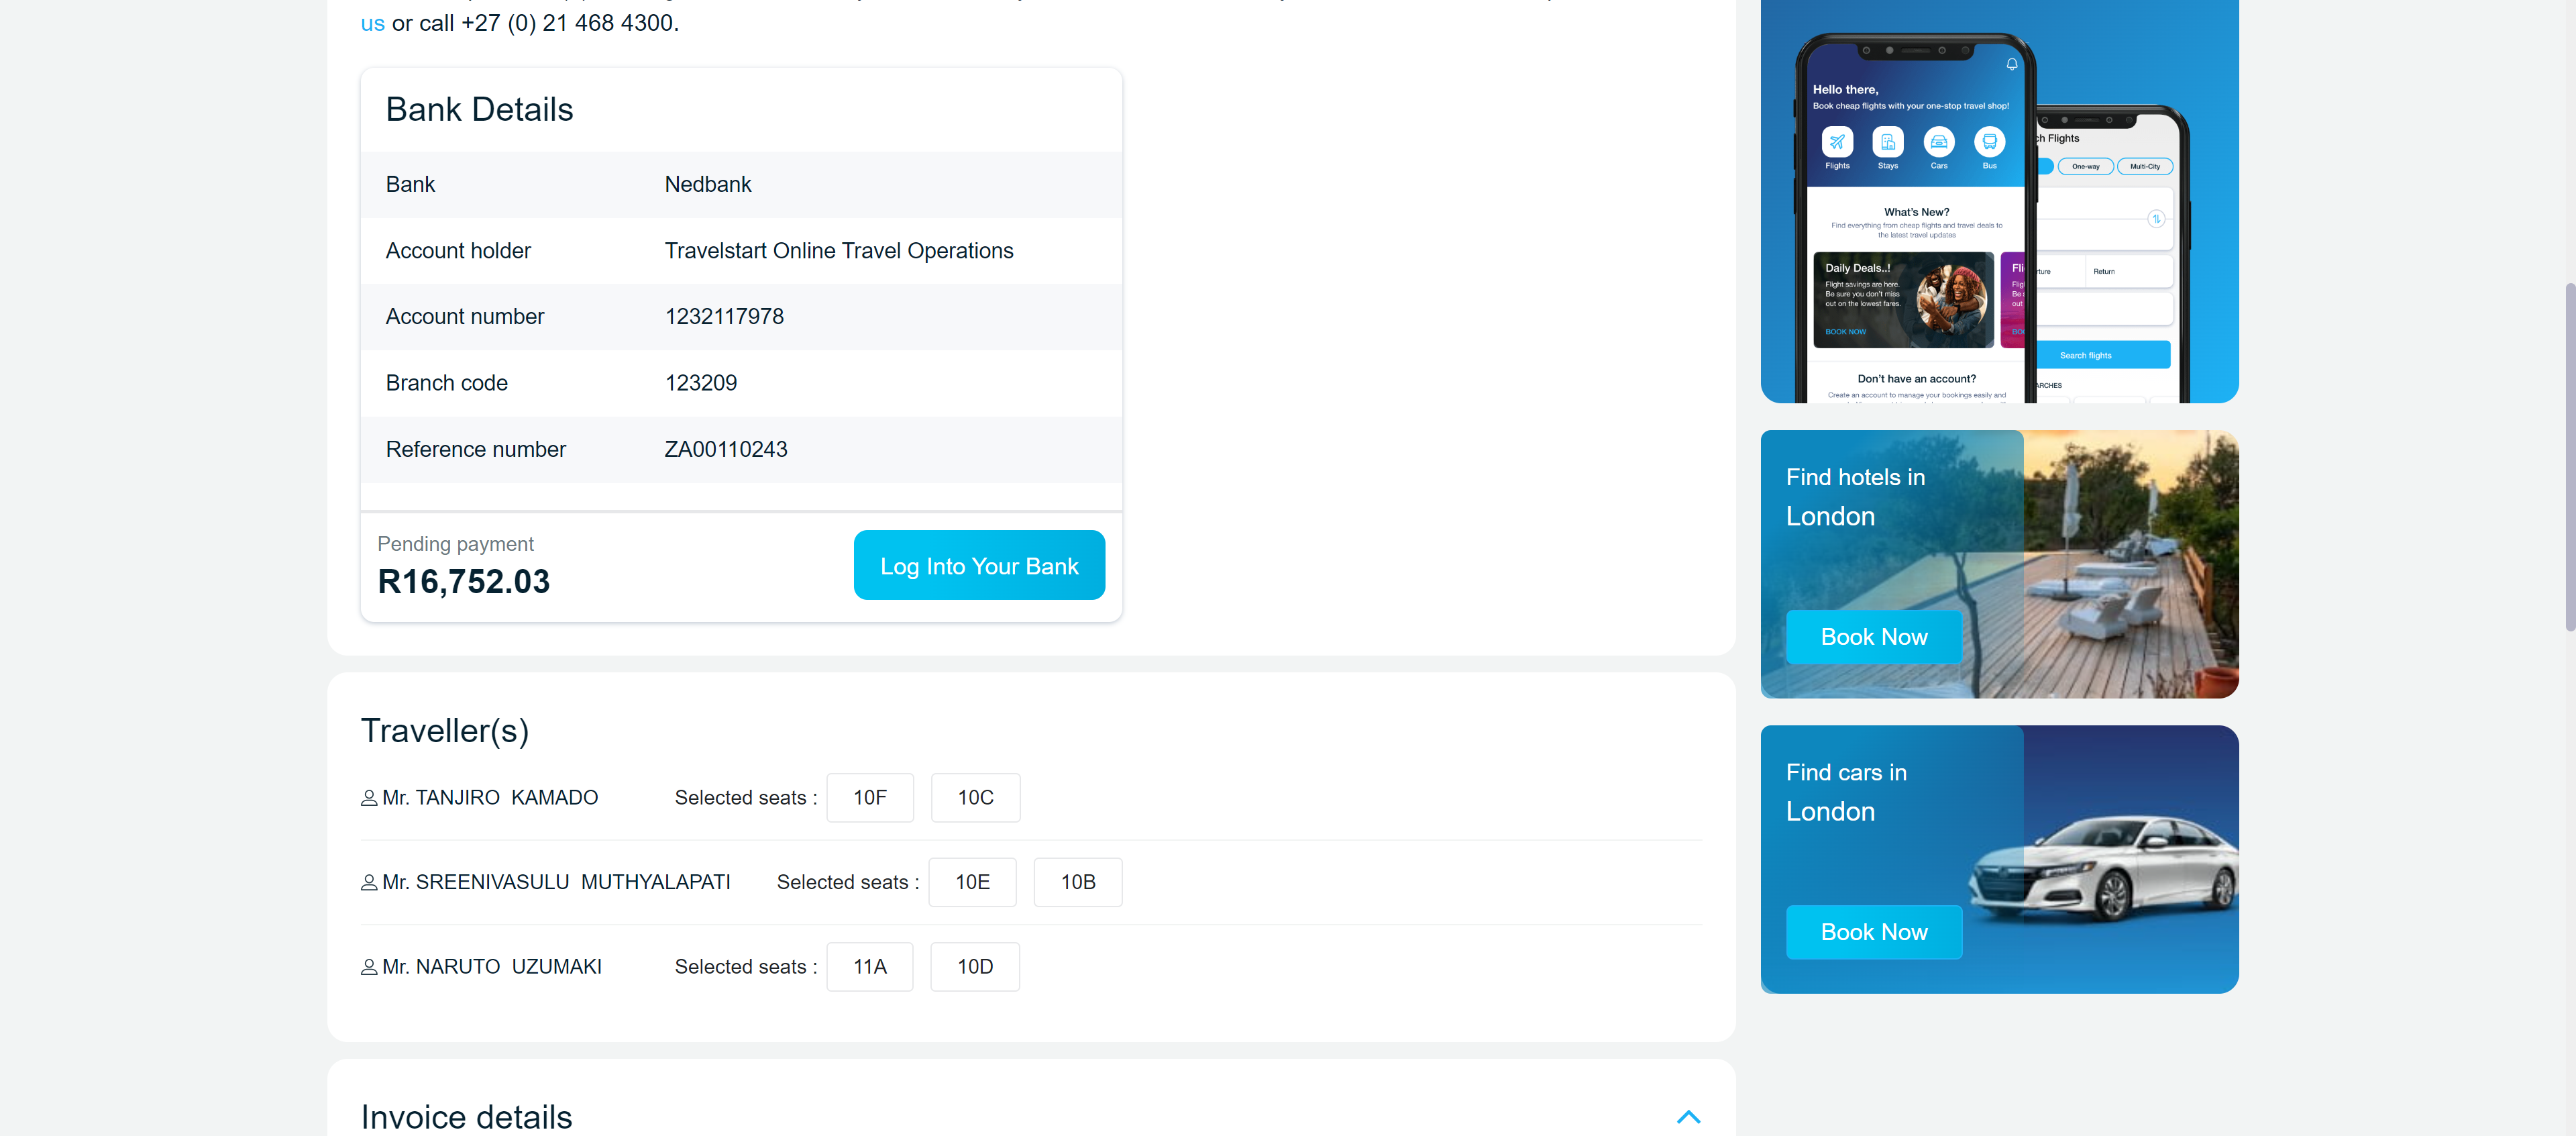 us or call +27 (0) 21 468 4300.
Bank Details
Bank Nedbank
Account holder Travelstart Online Travel Operations
Account number 1232117978
Branch code 123209
Reference number ZA00110243
Pending payment
R16,752.03
Log Into Your Bank
Traveller(s)
Mr. TANJIRO KAMADO Selected seats : 10F 10C
Mr. SREENIVASULU MUTHYALAPATI Selected seats : 10E 10B
Mr. NARUTO UZUMAKI Selected seats : 11A 10D
Invoice details
Hello there,
Book cheap flights with your one-stop travel shop!
Flights Stays Cars Bus
What's New?
Find everything from cheap flights and travel deals to
the latest travel updates
Daily Deals..!
Flight savings are here.
Be sure you don't miss
out on the lowest fares.
BOOK NOW
Don't have an account?
Create an account to manage your bookings easily and
Flights
One-way Multi-City
Return
Search flights
Find hotels in
London
Book Now
Find cars in
London
Book Now